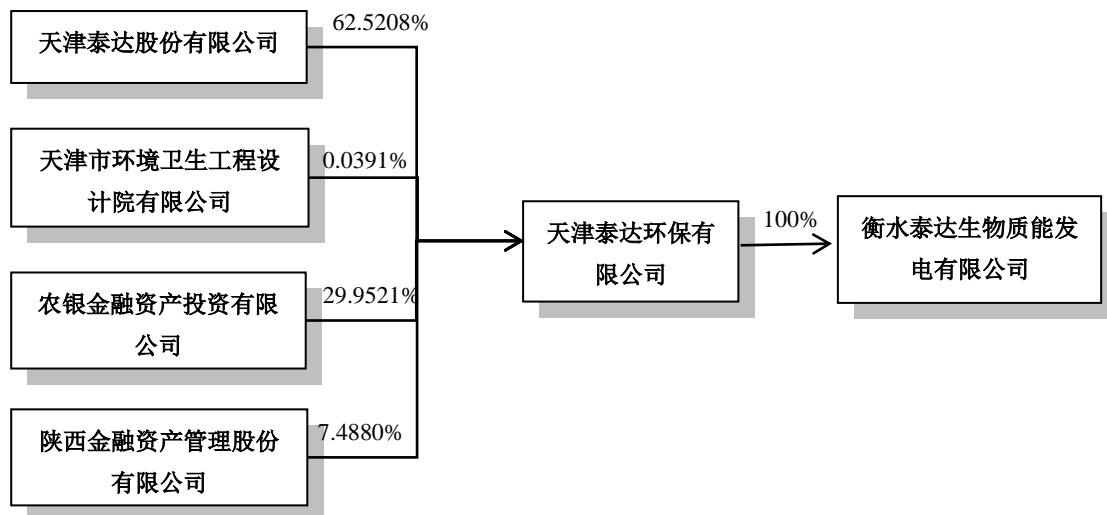 62.5208%
天津泰达股份有限公司
天津市环境卫生工程设
计院有限公司
0.0391%
农银金融资产投资有限
公司
29.9521%
陕西金融资产管理股份
有限公司
7.4880%
天津泰达环保有
限公司
100%
衡水泰达生物质能发
电有限公司